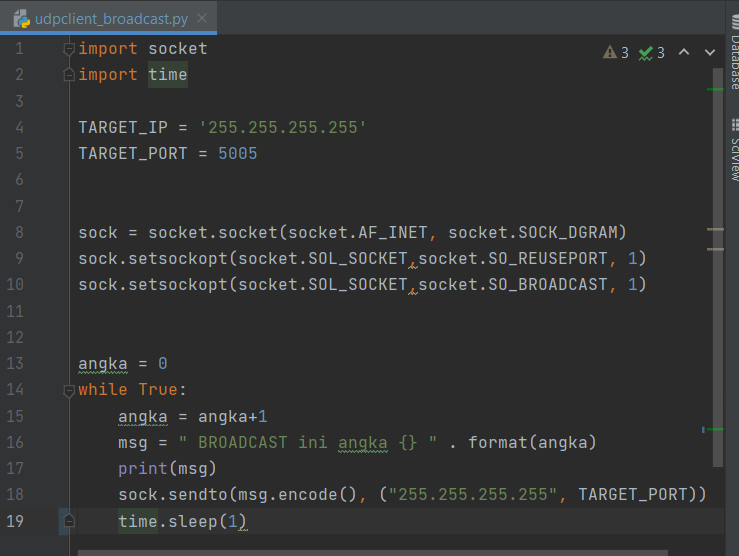 udpclient_broadcast.py ×
3 3
1 import socket
2 import time
3
4 TARGET_IP = '255.255.255.255'
5 TARGET_PORT = 5005
6
7
8 sock = socket.socket(socket.AF_INET, socket.SOCK_DGRAM)
9 sock.setsockopt(socket.SOL_SOCKET,socket.SO_REUSEPORT, 1)
10 sock.setsockopt(socket.SOL_SOCKET,socket.SO_BROADCAST, 1)
11
12
13 angka = 0
14 while True:
15     angka = angka+1
16     msg = " BROADCAST ini angka {} " . format(angka)
17     print(msg)
18     sock.sendto(msg.encode(), ("255.255.255.255", TARGET_PORT))
19     time.sleep(1)
Database
SciView